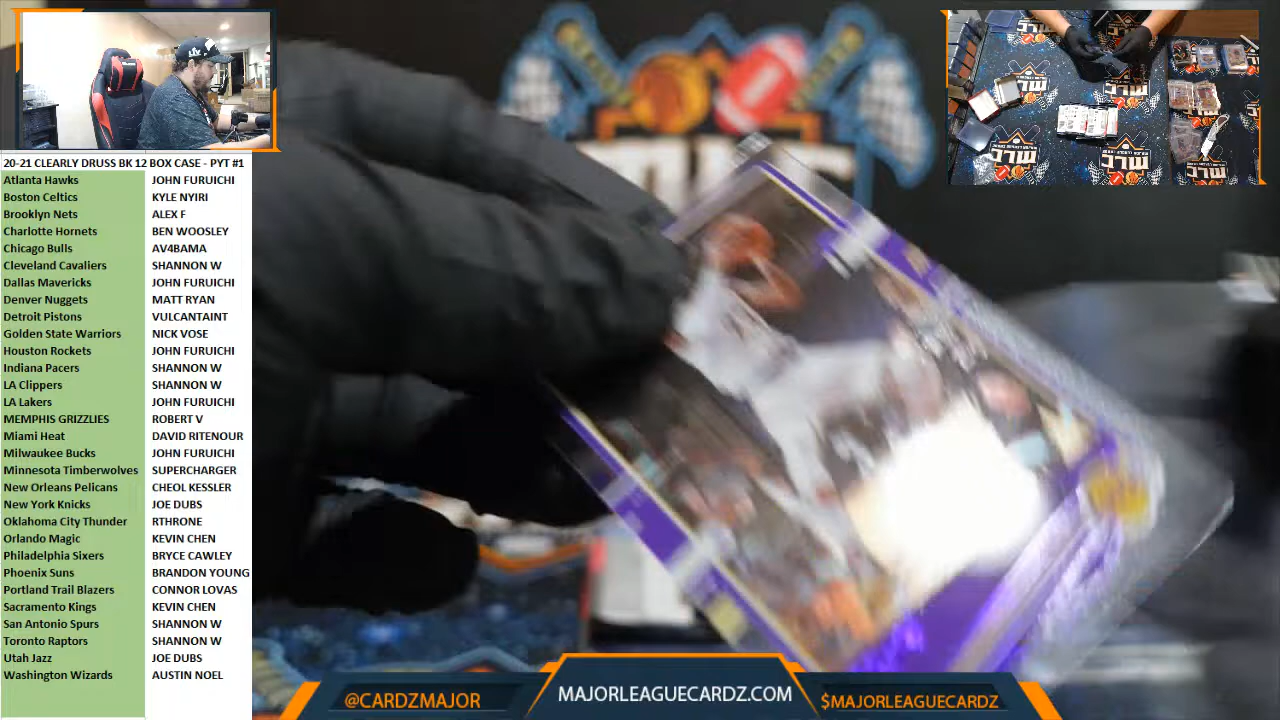 20-21 CLEARLY DRUSS BK 12 BOX CASE - PYT #1
Atlanta Hawks JOHN FURUICHI
Boston Celtics KYLE NYIRI
Brooklyn Nets ALEX F
Charlotte Hornets BEN WOOSLEY
Chicago Bulls AV4BAMA
Cleveland Cavaliers SHANNON W
Dallas Mavericks JOHN FURUICHI
Denver Nuggets MATT RYAN
Detroit Pistons VULCANTAINT
Golden State Warriors NICK VOSE
Houston Rockets JOHN FURUICHI
Indiana Pacers SHANNON W
LA Clippers SHANNON W
LA Lakers JOHN FURUICHI
MEMPHIS GRIZZLIES ROBERT V
Miami Heat DAVID RITENOUR
Milwaukee Bucks JOHN FURUICHI
Minnesota Timberwolves SUPERCHARGER
New Orleans Pelicans CHEOL KESSLER
New York Knicks JOE DUBS
Oklahoma City Thunder RTHRONE
Orlando Magic KEVIN CHEN
Philadelphia Sixers BRYCE CAWLEY
Phoenix Suns BRANDON YOUNG
Portland Trail Blazers CONNOR LOVAS
Sacramento Kings KEVIN CHEN
San Antonio Spurs SHANNON W
Toronto Raptors SHANNON W
Utah Jazz JOE DUBS
Washington Wizards AUSTIN NOEL
@CARDZMAJOR
MAJORLEAGUECARDZ.COM
$MAJORLEAGUECARDZ